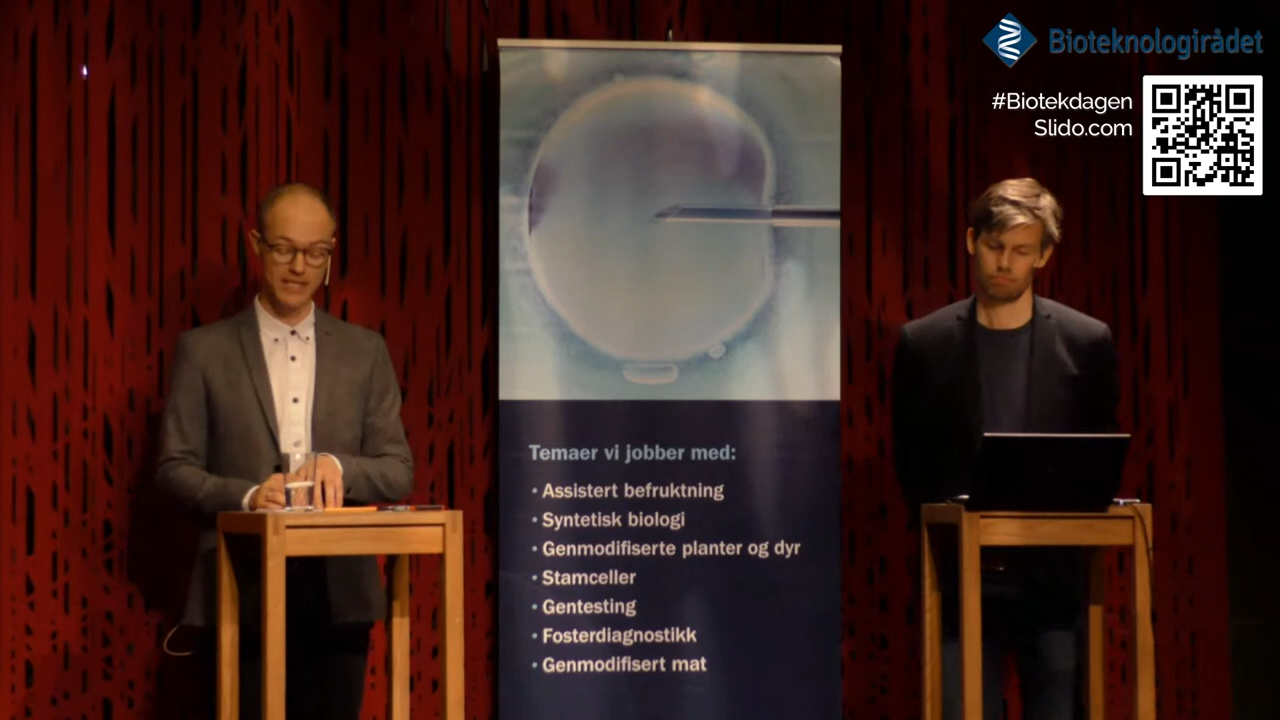 Bioteknologirådet
#Biotekdagen
Slido.com
Temaer vi jobber med:
• Assistert befruktning
• Syntetisk biologi
• Genmodifiserte planter og dyr
• Stamceller
• Gentesting
• Fosterdiagnostikk
• Genmodifisert mat